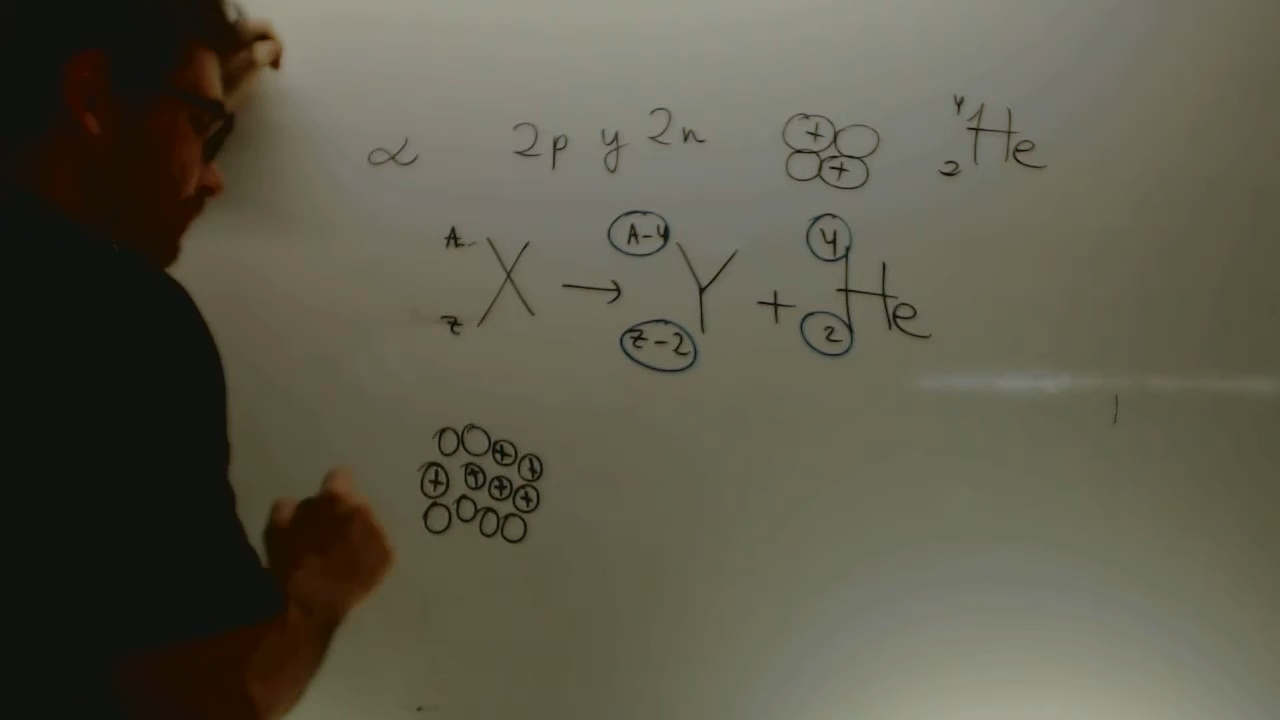 α 2p y 2n + + ⁴₂He
ᴬ_Z X → ᴬ⁻⁴_Z₋₂ Y + ⁴₂He
+ +
+ + + +